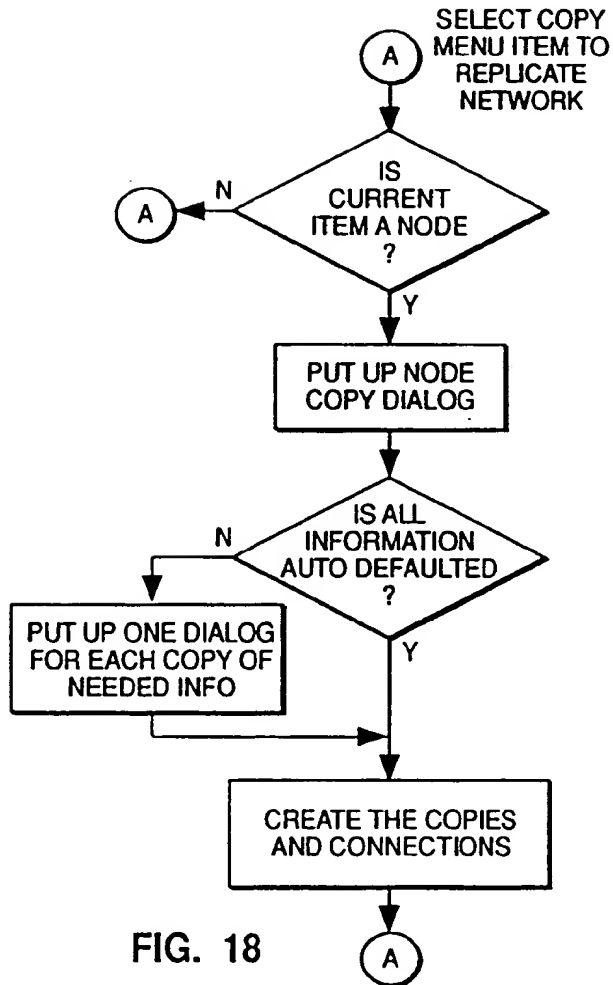 SELECT COPY
MENU ITEM TO
REPLICATE
NETWORK
A
IS
CURRENT
ITEM A NODE
?
N
A
Y
PUT UP NODE
COPY DIALOG
IS ALL
INFORMATION
AUTO DEFAULTED
?
N
PUT UP ONE DIALOG
FOR EACH COPY OF
NEEDED INFO
Y
CREATE THE COPIES
AND CONNECTIONS
A
FIG. 18